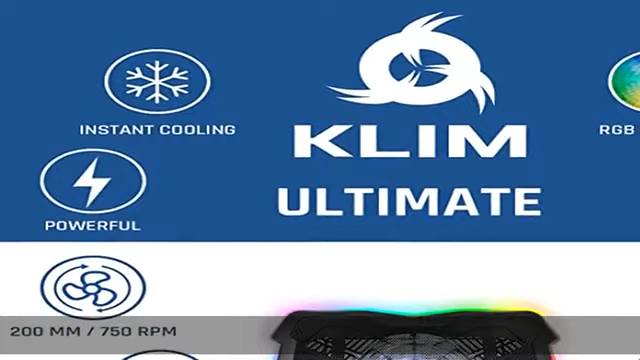 INSTANT COOLING
KLIM
RGB
ULTIMATE
POWERFUL
200 MM / 750 RPM